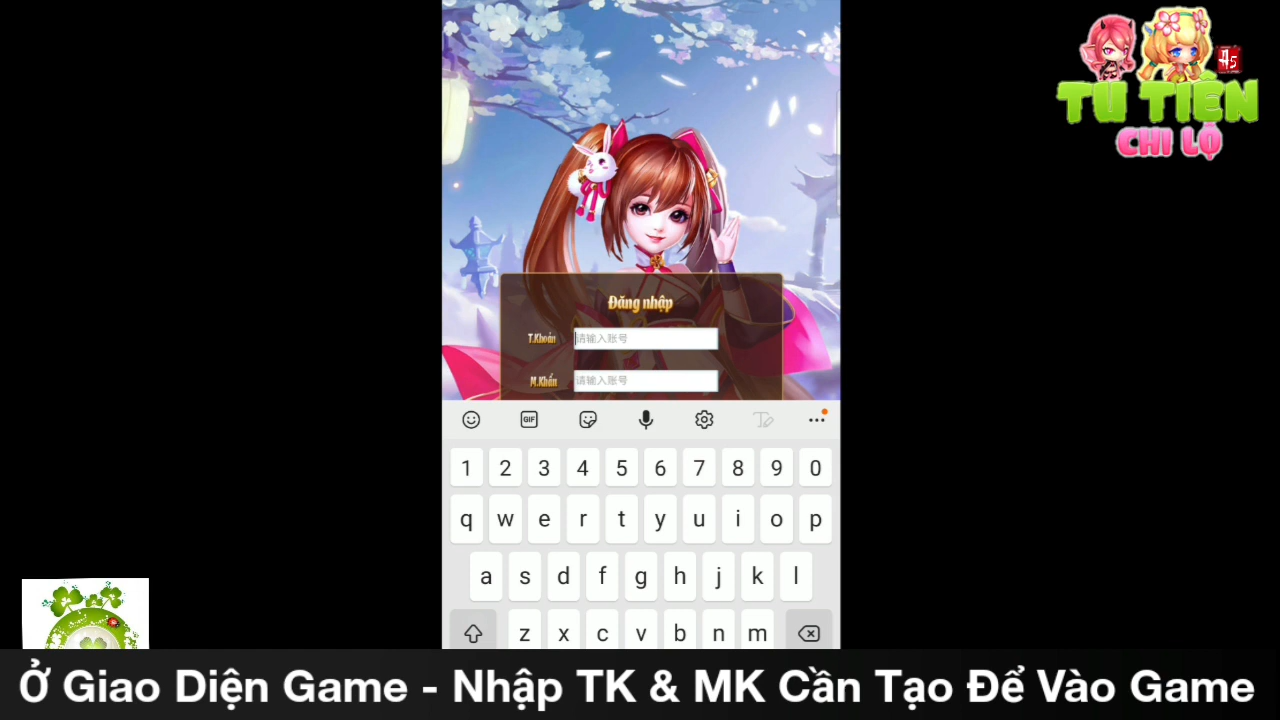 A5
TU TIÊN
CHI LỘ
Đăng nhập
T.Khoản
请输入账号
M.Khẩu
请输入账号
GIF
1 2 3 4 5 6 7 8 9 0
q w e r t y u i o p
a s d f g h j k l
z x c v b n m
Ở Giao Diện Game - Nhập TK & MK Cần Tạo Để Vào Game